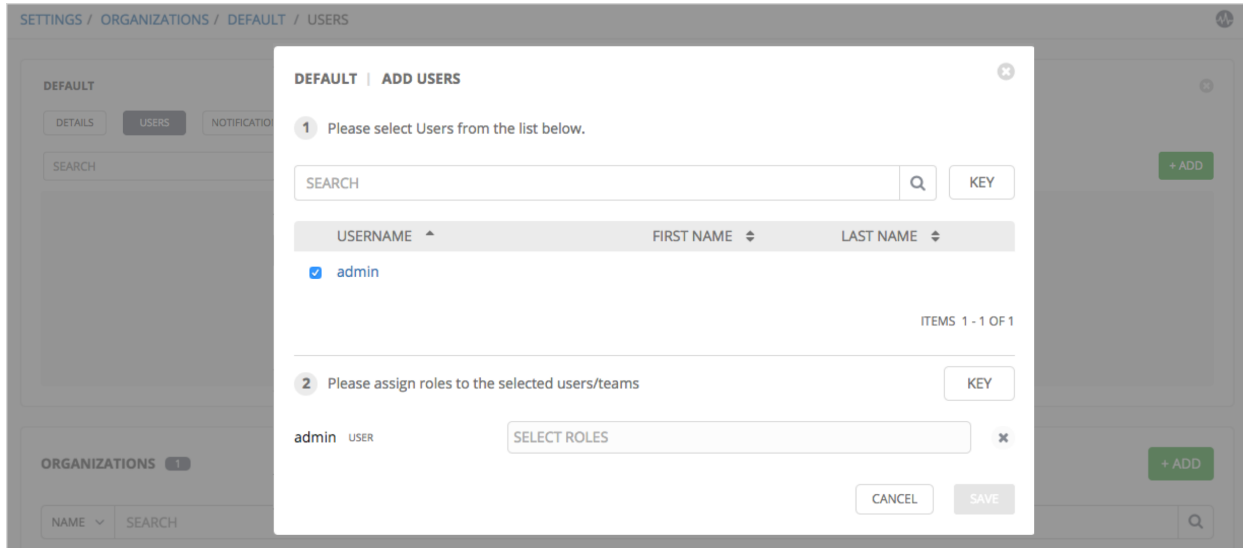 SETTINGS / ORGANIZATIONS / DEFAULT / USERS
DEFAULT
DETAILS USERS NOTIFICATIO
SEARCH + ADD
DEFAULT | ADD USERS
1 Please select Users from the list below.
SEARCH KEY
USERNAME FIRST NAME LAST NAME
admin
ITEMS 1 - 1 OF 1
2 Please assign roles to the selected users/teams KEY
admin USER SELECT ROLES
CANCEL SAVE
ORGANIZATIONS 1 + ADD
NAME SEARCH